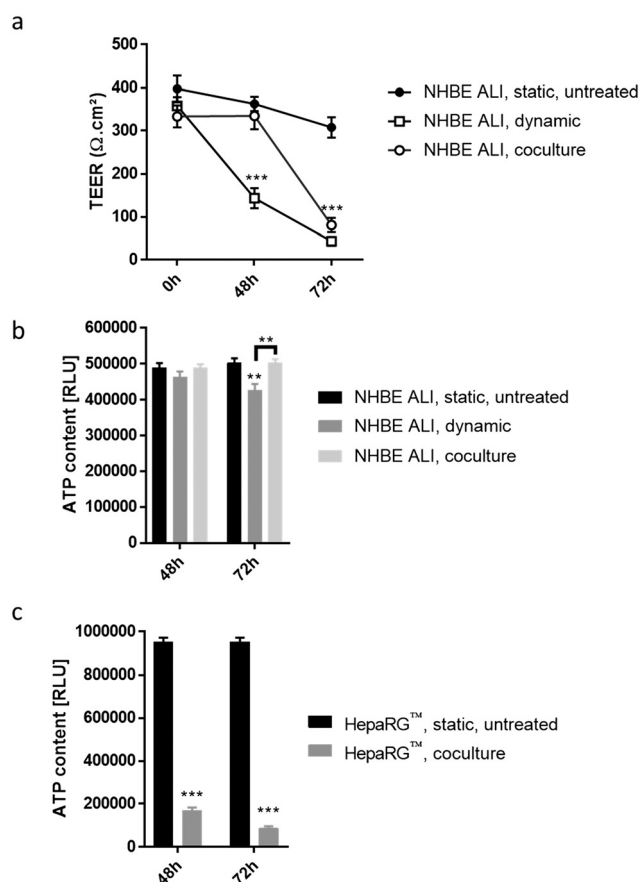 a
500
400
300
200
100
0
TEER (Ω.cm²)
***
***
0h
48h
72h
NHBE ALI, static, untreated
NHBE ALI, dynamic
NHBE ALI, coculture
b
600000
500000
400000
300000
200000
100000
0
ATP content [RLU]
**
**
48h
72h
NHBE ALI, static, untreated
NHBE ALI, dynamic
NHBE ALI, coculture
c
1000000
800000
600000
400000
200000
0
ATP content [RLU]
***
***
48h
72h
HepaRG™, static, untreated
HepaRG™, coculture